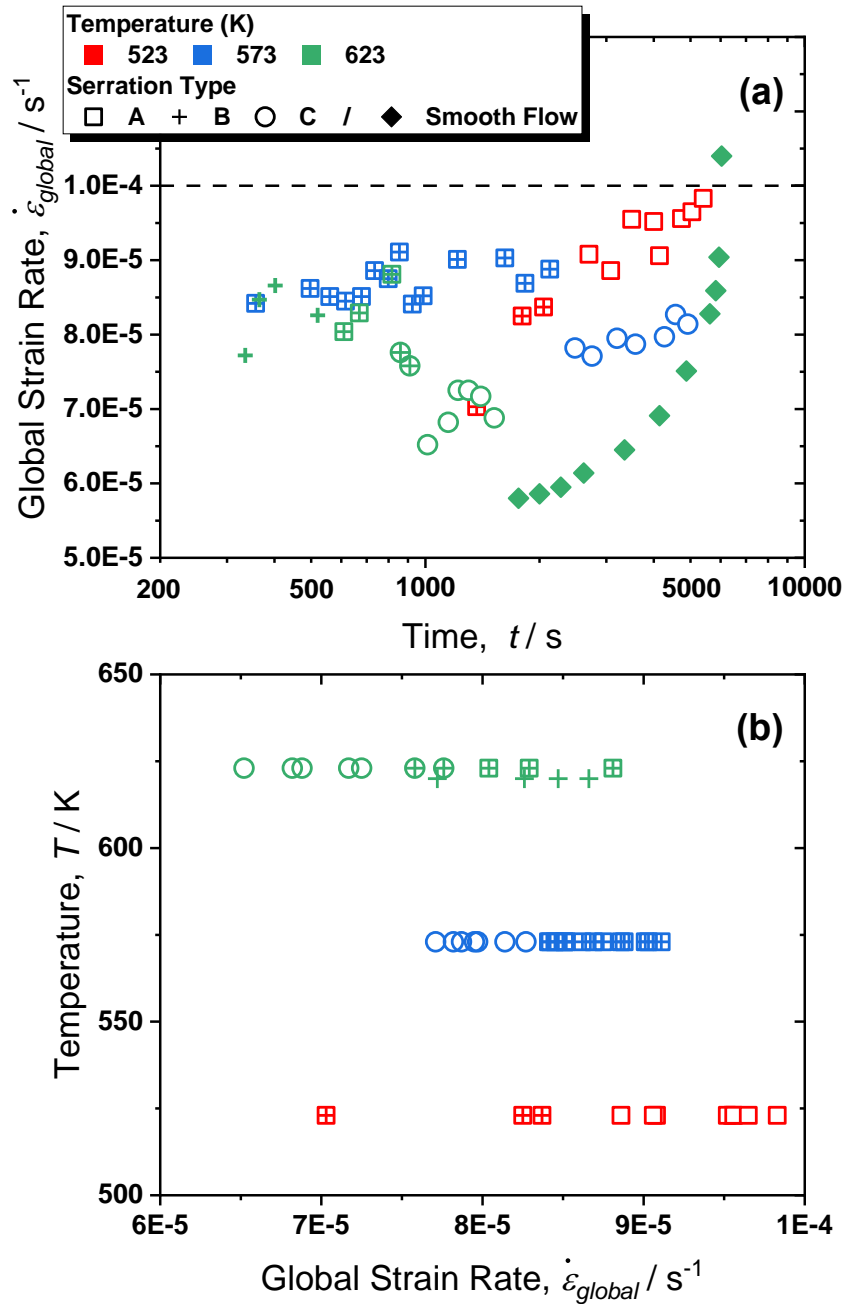 Temperature (K)
523 573 623
Serration Type
A + B C / Smooth Flow
(a)
Global Strain Rate, ε̇global / s-1
1.0E-4
9.0E-5
8.0E-5
7.0E-5
6.0E-5
5.0E-5
200 500 1000 5000 10000
Time, t / s
(b)
Temperature, T / K
650
600
550
500
6E-5 7E-5 8E-5 9E-5 1E-4
Global Strain Rate, ε̇global / s-1